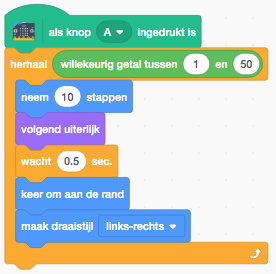 als knop A ingedrukt is
herhaal willekeurig getal tussen 1 en 50
neem 10 stappen
volgend uiterlijk
wacht 0.5 sec.
keer om aan de rand
maak draaistijl links-rechts